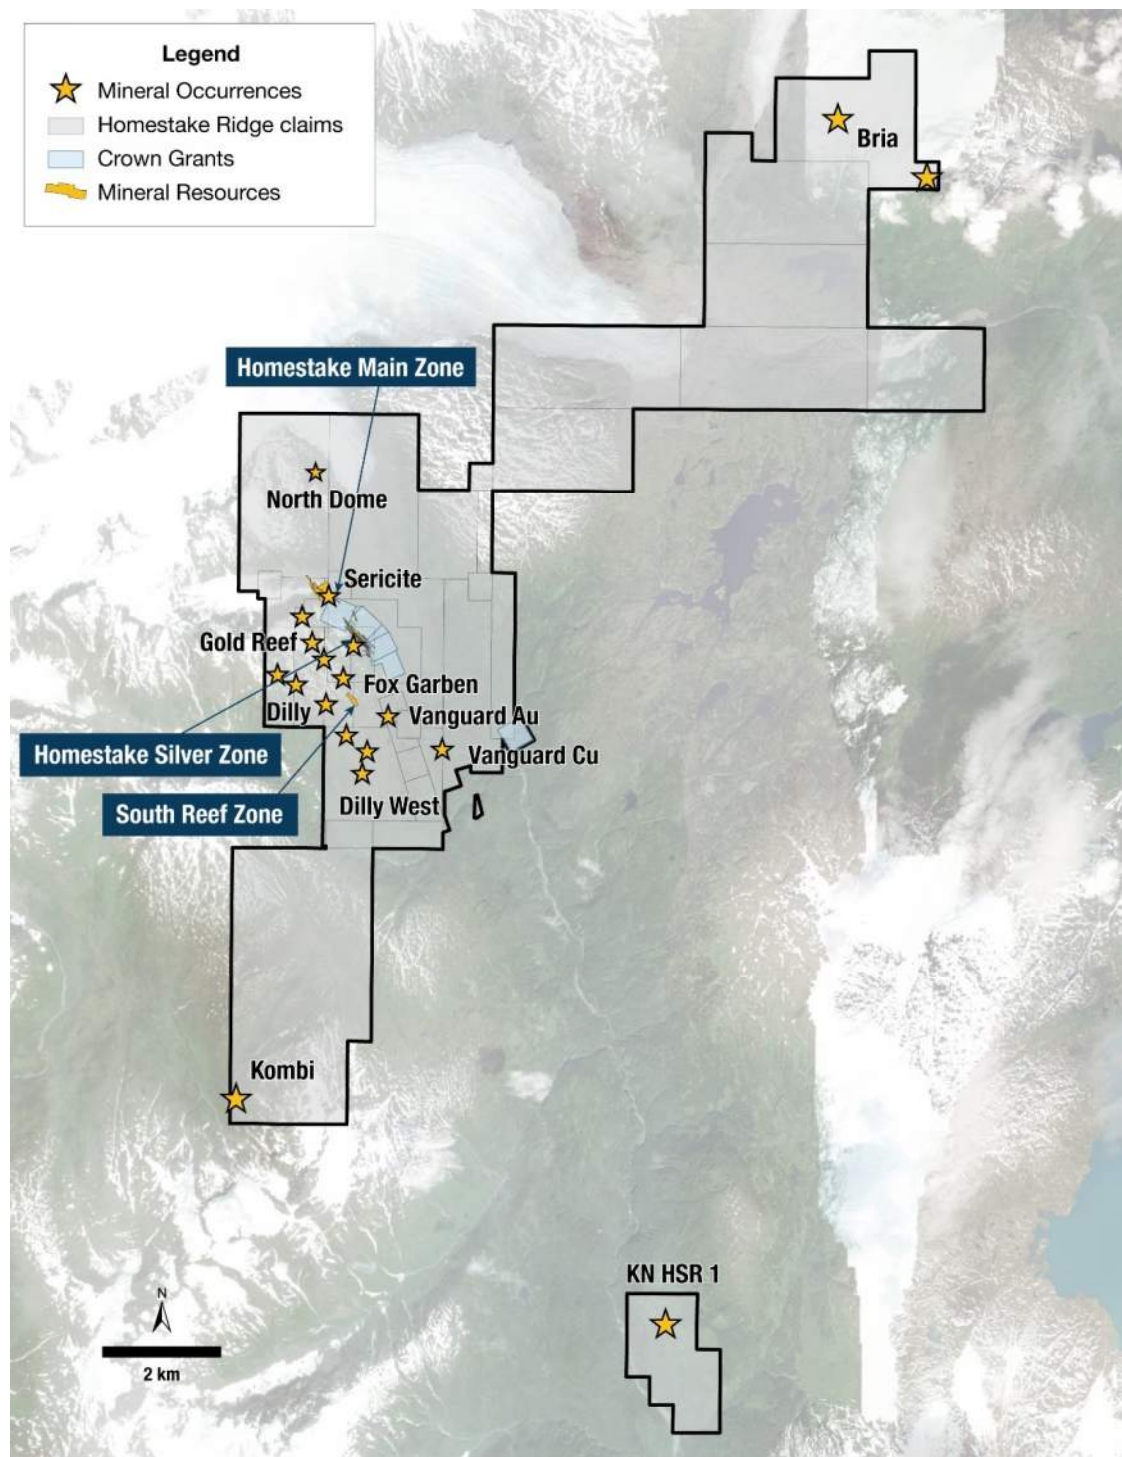 Legend
Mineral Occurrences
Homestake Ridge claims
Crown Grants
Mineral Resources
Bria
Homestake Main Zone
North Dome
Sericite
Gold Reef
Fox Garben
Dilly
Vanguard Au
Homestake Silver Zone
Vanguard Cu
South Reef Zone
Dilly West
Kombi
KN HSR 1
N
2 km